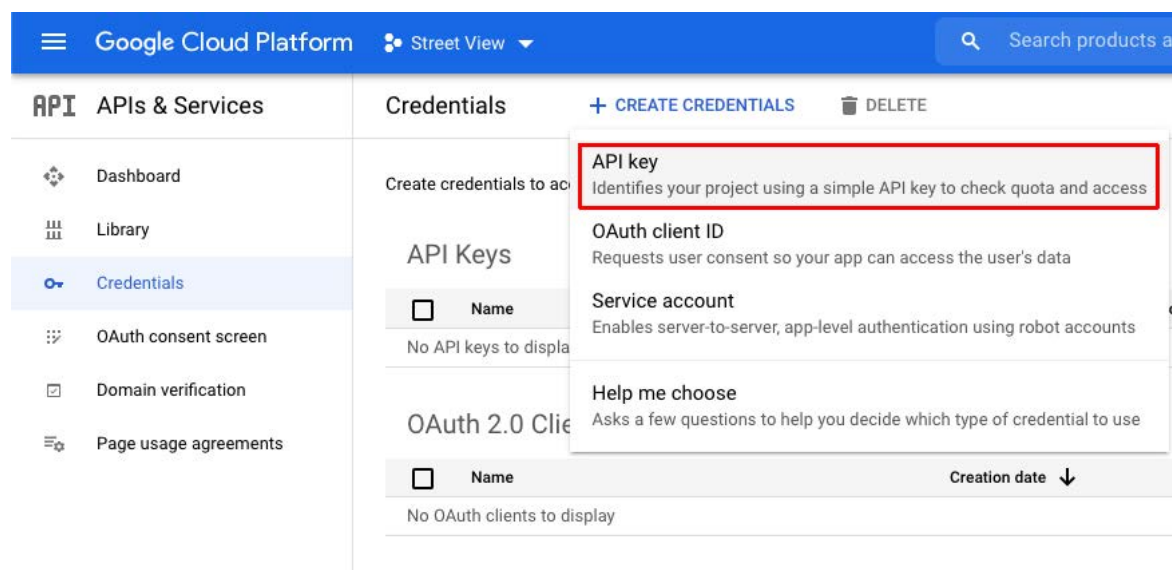 Google Cloud Platform Street View Search products a
API APIs & Services
Dashboard
Library
Credentials
OAuth consent screen
Domain verification
Page usage agreements
Credentials + CREATE CREDENTIALS DELETE
Create credentials to ac
API key
Identifies your project using a simple API key to check quota and access
OAuth client ID
Requests user consent so your app can access the user's data
Service account
Enables server-to-server, app-level authentication using robot accounts
Help me choose
Asks a few questions to help you decide which type of credential to use
API Keys
Name
No API keys to displa
OAuth 2.0 Clie
Name Creation date
No OAuth clients to display